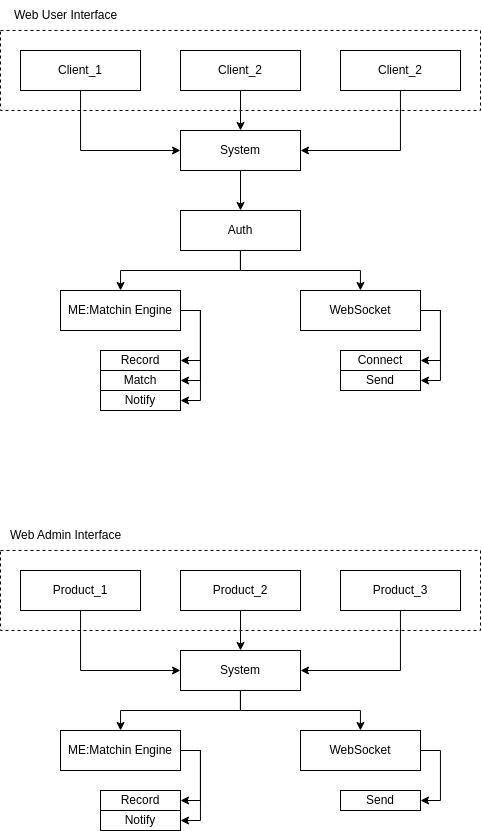 Web User Interface
Client_1
Client_2
Client_2
System
Auth
ME:Matchin Engine
WebSocket
Record
Match
Notify
Connect
Send
Web Admin Interface
Product_1
Product_2
Product_3
System
ME:Matchin Engine
WebSocket
Record
Notify
Send